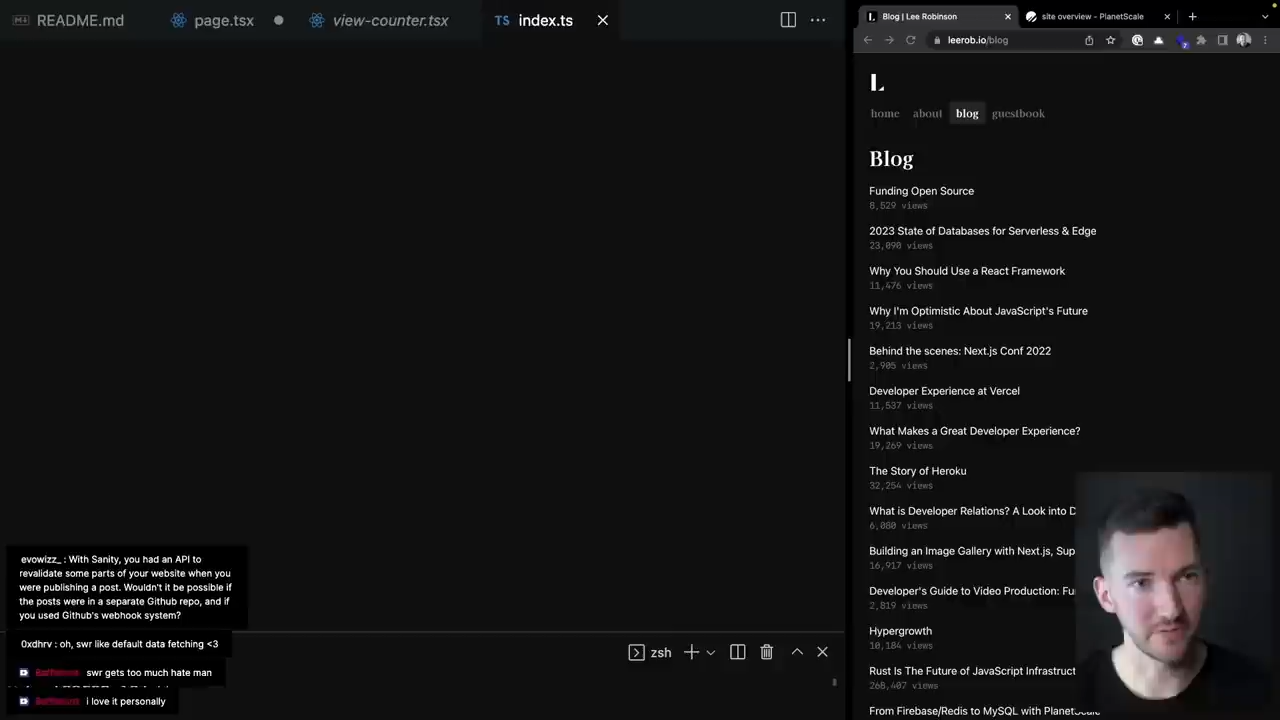 README.md
page.tsx
view-counter.tsx
TS index.ts
Blog | Lee Robinson
site overview - PlanetScale
leerob.io/blog
L
home about blog guestbook
Blog
Funding Open Source
8,529 views
2023 State of Databases for Serverless & Edge
23,090 views
Why You Should Use a React Framework
11,476 views
Why I'm Optimistic About JavaScript's Future
19,213 views
Behind the scenes: Next.js Conf 2022
2,905 views
Developer Experience at Vercel
11,537 views
What Makes a Great Developer Experience?
19,269 views
The Story of Heroku
32,254 views
What is Developer Relations? A Look into D
6,080 views
Building an Image Gallery with Next.js, Sup
16,917 views
Developer's Guide to Video Production: Fu
2,819 views
Hypergrowth
10,184 views
Rust Is The Future of JavaScript Infrastruct
268,407 views
From Firebase/Redis to MySQL with PlanetScale
evowizz_ : With Sanity, you had an API to
revalidate some parts of your website when you
were publishing a post. Wouldn't it be possible if
the posts were in a separate Github repo, and if
you used Github's webhook system?
0xdhrv : oh, swr like default data fetching <3
swr gets too much hate man
i love it personally
zsh